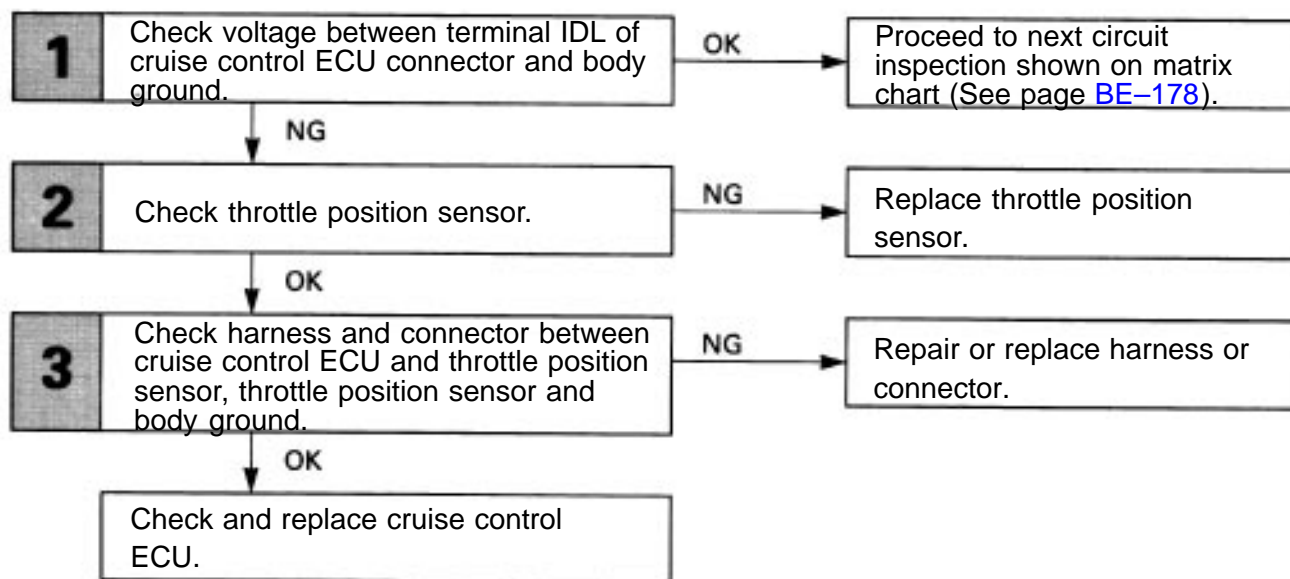 1
Check voltage between terminal IDL of
cruise control ECU connector and body
ground.
OK
Proceed to next circuit
inspection shown on matrix
chart (See page BE–178).
NG
2
Check throttle position sensor.
NG
Replace throttle position
sensor.
OK
3
Check harness and connector between
cruise control ECU and throttle position
sensor, throttle position sensor and
body ground.
NG
Repair or replace harness or
connector.
OK
Check and replace cruise control
ECU.